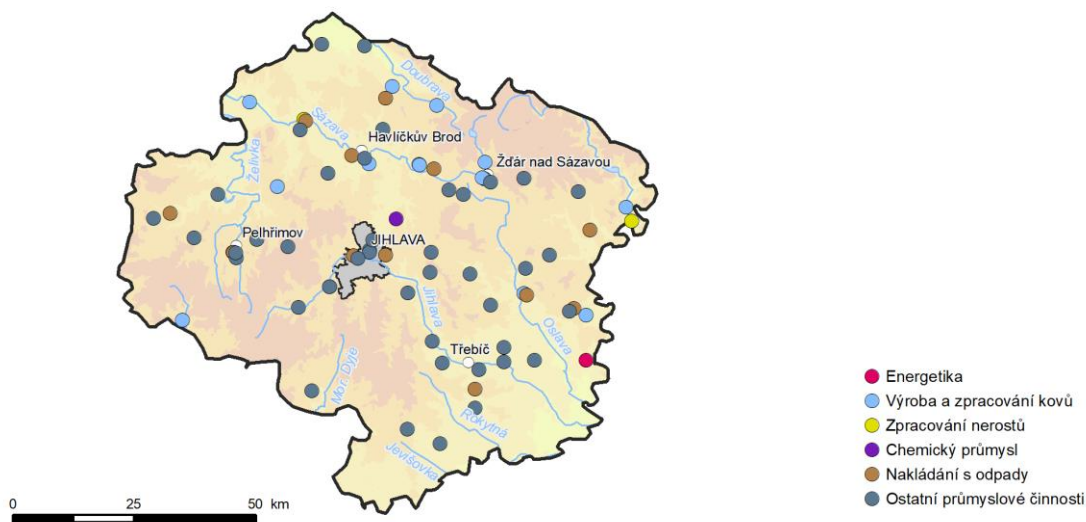 Doubrava
Sázava
Havlíčkův Brod
Žďár nad Sázavou
Želivka
Pelhřimov
JIHLAVA
Jihlava
Oslava
Třebíč
Mor. Dyje
Rokytná
Jevišovka
Energetika
Výroba a zpracování kovů
Zpracování nerostů
Chemický průmysl
Nakládání s odpady
Ostatní průmyslové činnosti
0 25 50 km